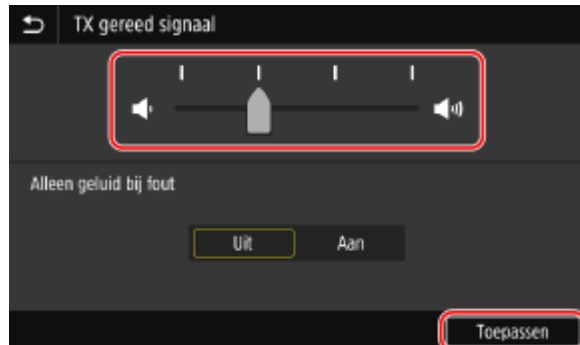 TX gereed signaal
Alleen geluid bij fout
Uit
Aan
Toepassen